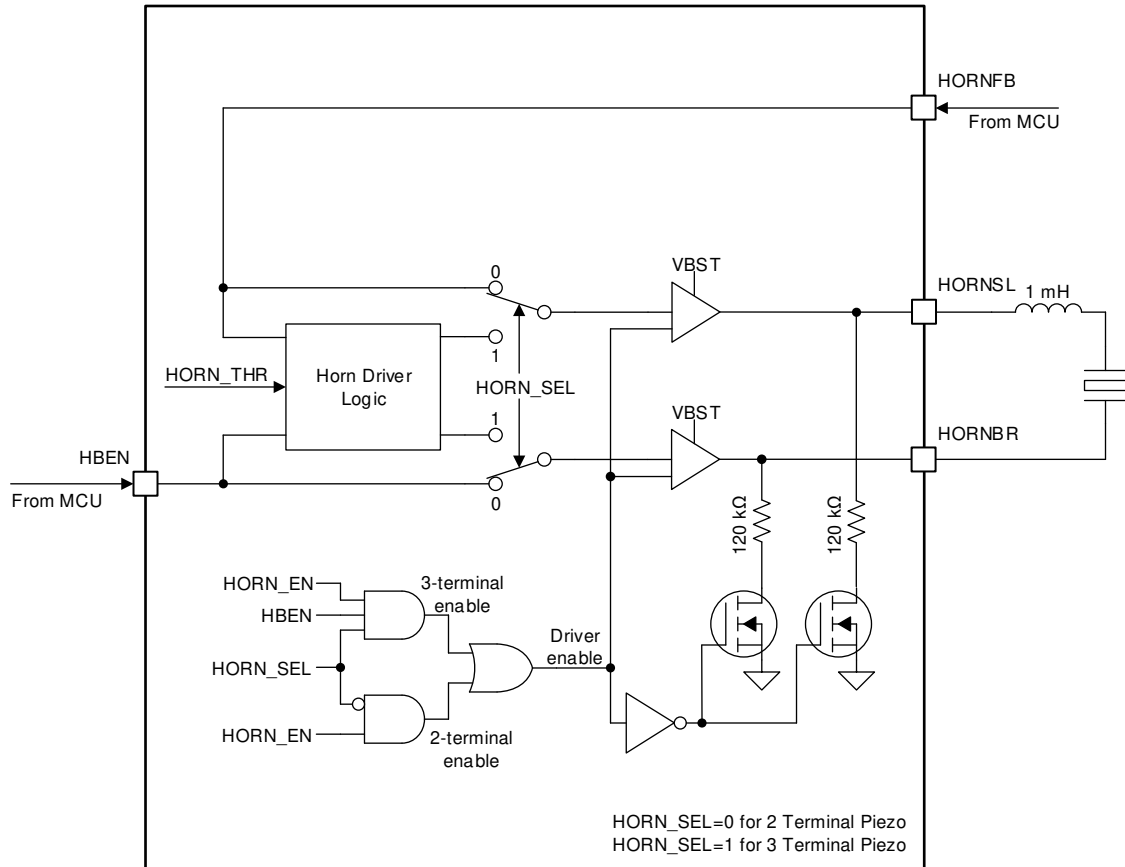 HORNFB
From MCU
0
VBST
HORNSL
1 mH
1
HORN_THR
Horn Driver
Logic
HORN_SEL
1
VBST
HORNBR
HBEN
From MCU
0
120 kΩ
120 kΩ
HORN_EN
3-terminal
enable
HBEN
Driver
enable
HORN_SEL
HORN_EN
2-terminal
enable
HORN_SEL=0 for 2 Terminal Piezo
HORN_SEL=1 for 3 Terminal Piezo